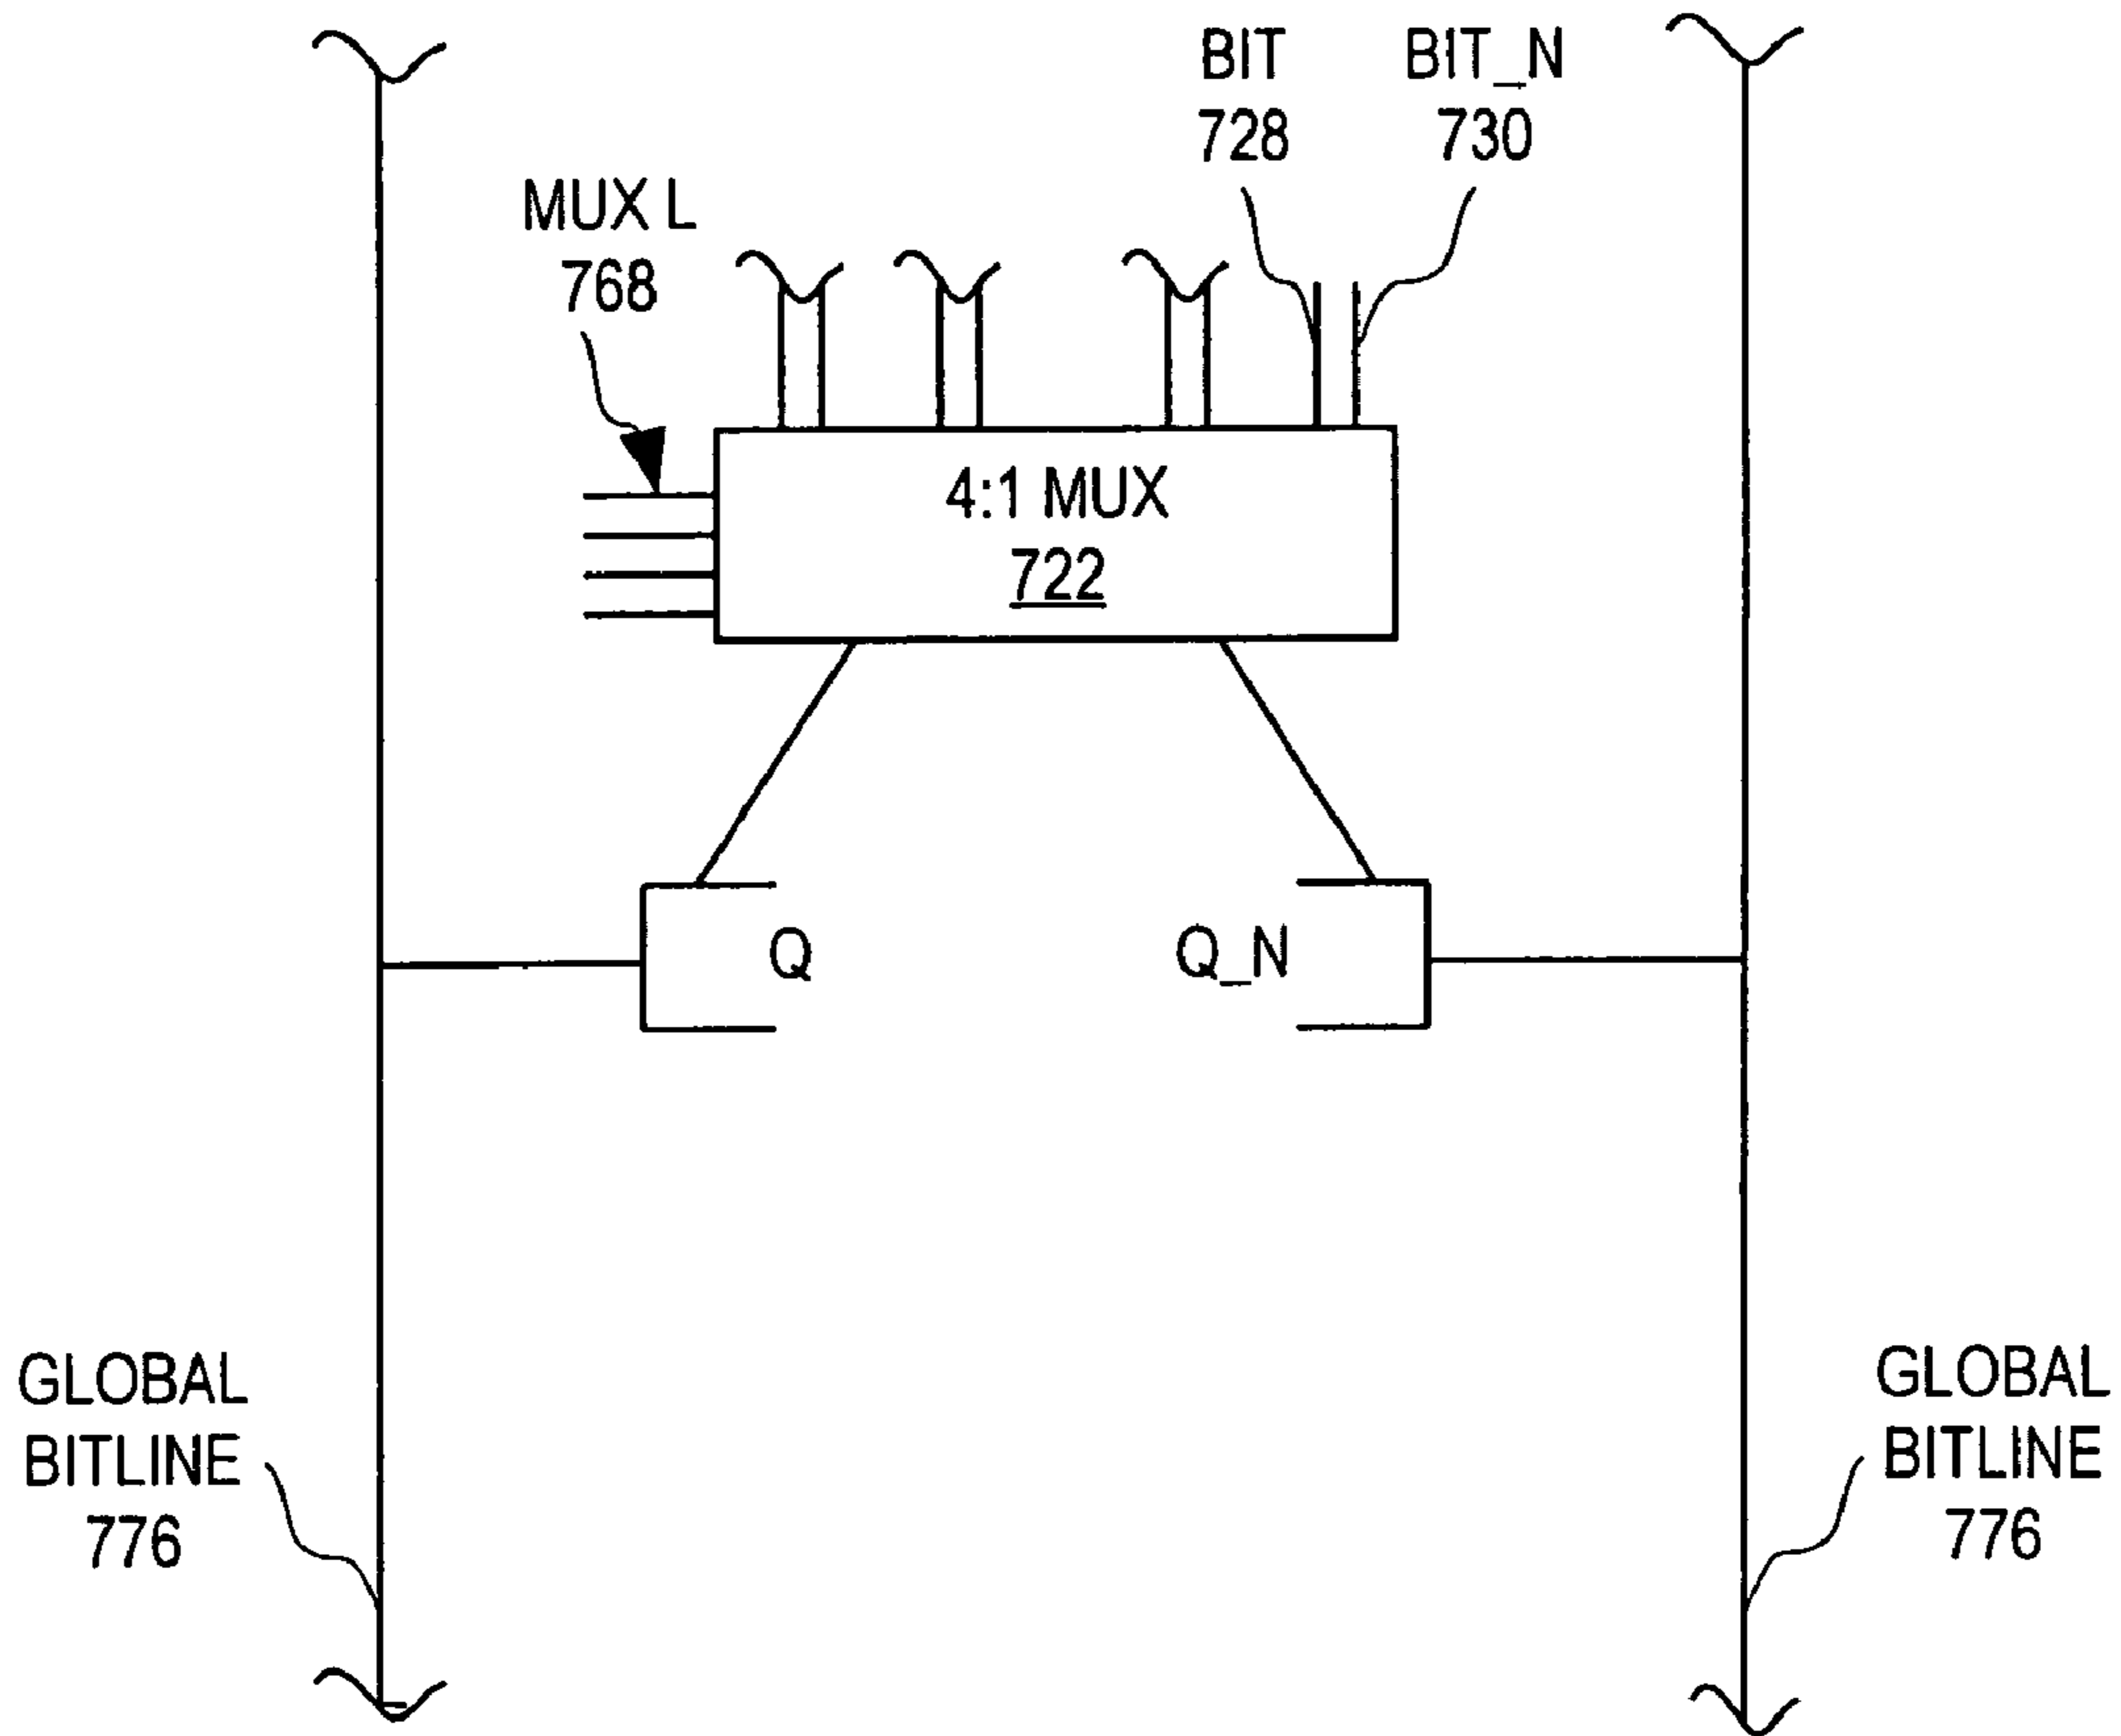 BIT
728
BIT_N
730
MUX L
768
4:1 MUX
722
Q
Q_N
GLOBAL
BITLINE
776
GLOBAL
BITLINE
776